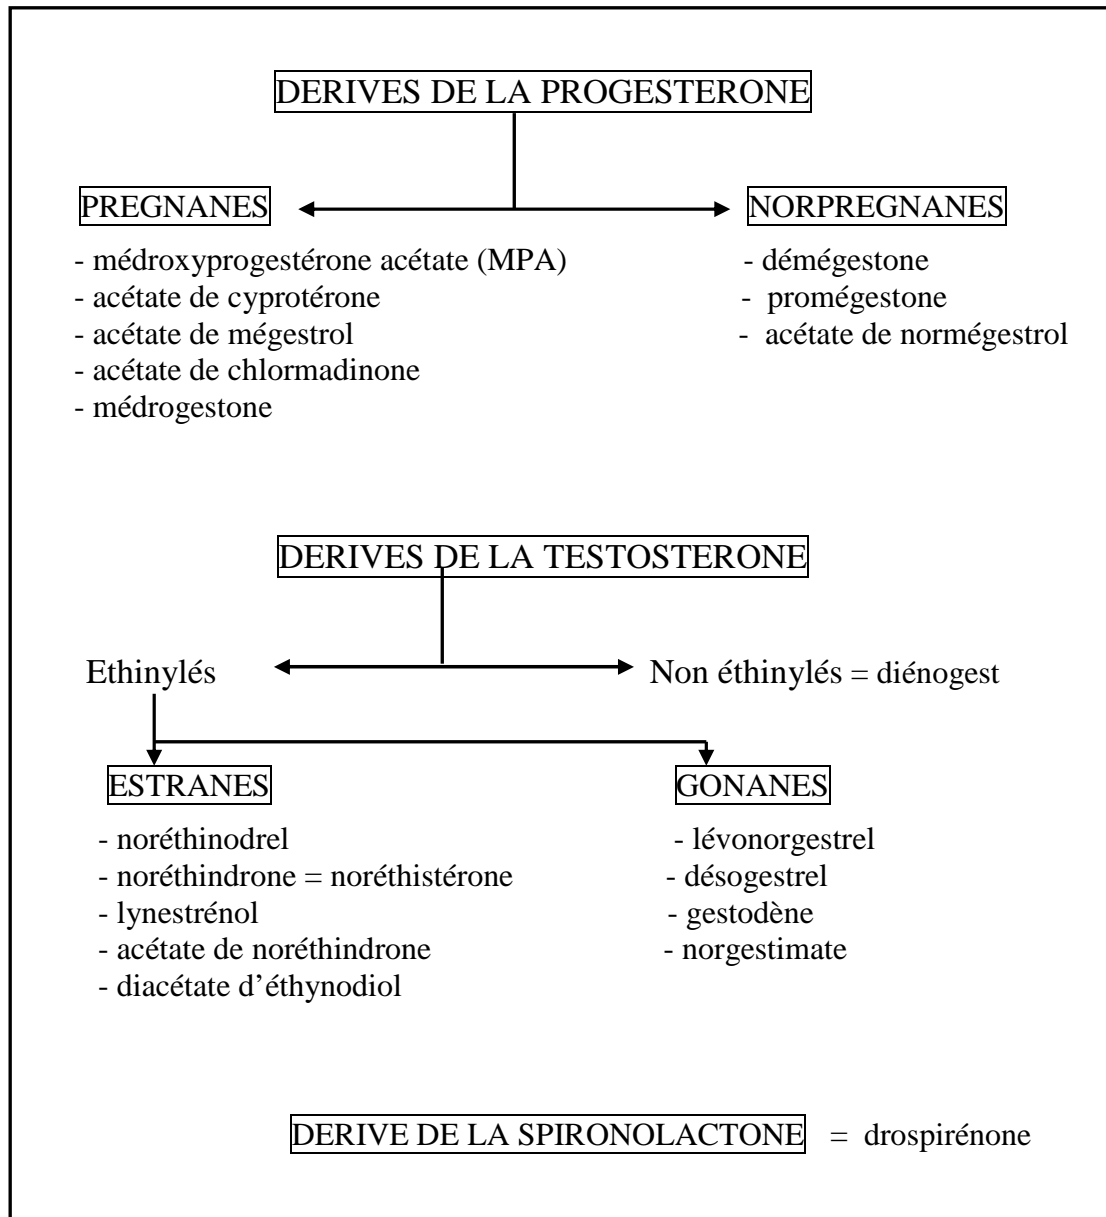 DERIVES DE LA PROGESTERONE
PREGNANES
- médroxyprogestérone acétate (MPA)
- acétate de cyprotérone
- acétate de mégestrol
- acétate de chlormadinone
- médrogestone
NORPREGNANES
- démégestone
- promégestone
- acétate de normégestrol
DERIVES DE LA TESTOSTERONE
Ethinylés
Non éthinylés = diénogest
ESTRANES
- noréthinodrel
- noréthindrone = noréthistérone
- lynestrénol
- acétate de noréthindrone
- diacétate d’éthynodiol
GONANES
- lévonorgestrel
- désogestrel
- gestodène
- norgestimate
DERIVE DE LA SPIRONOLACTONE = drospirénone